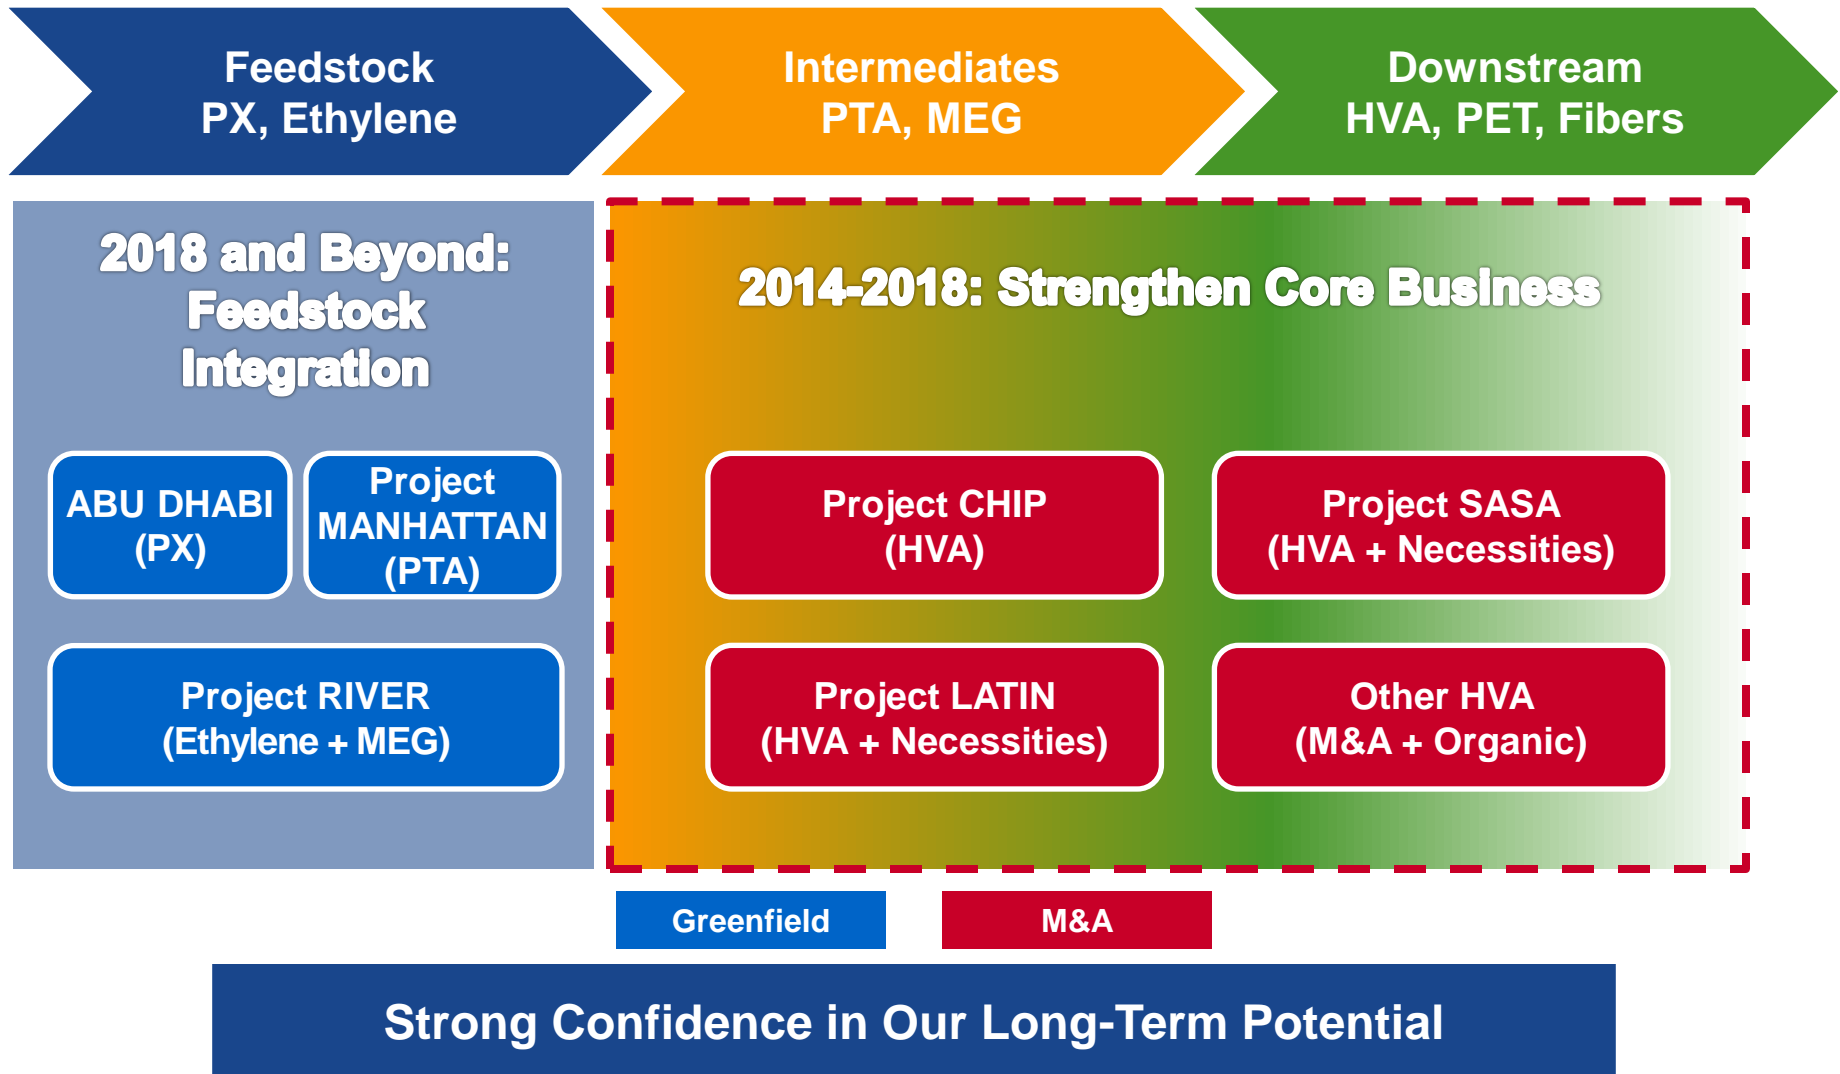 Feedstock
PX, Ethylene
Intermediates
PTA, MEG
Downstream
HVA, PET, Fibers
2018 and Beyond:
Feedstock
Integration
ABU DHABI
(PX)
Project
MANHATTAN
(PTA)
Project RIVER
(Ethylene + MEG)
2014-2018: Strengthen Core Business
Project CHIP
(HVA)
Project SASA
(HVA + Necessities)
Project LATIN
(HVA + Necessities)
Other HVA
(M&A + Organic)
Greenfield
M&A
Strong Confidence in Our Long-Term Potential